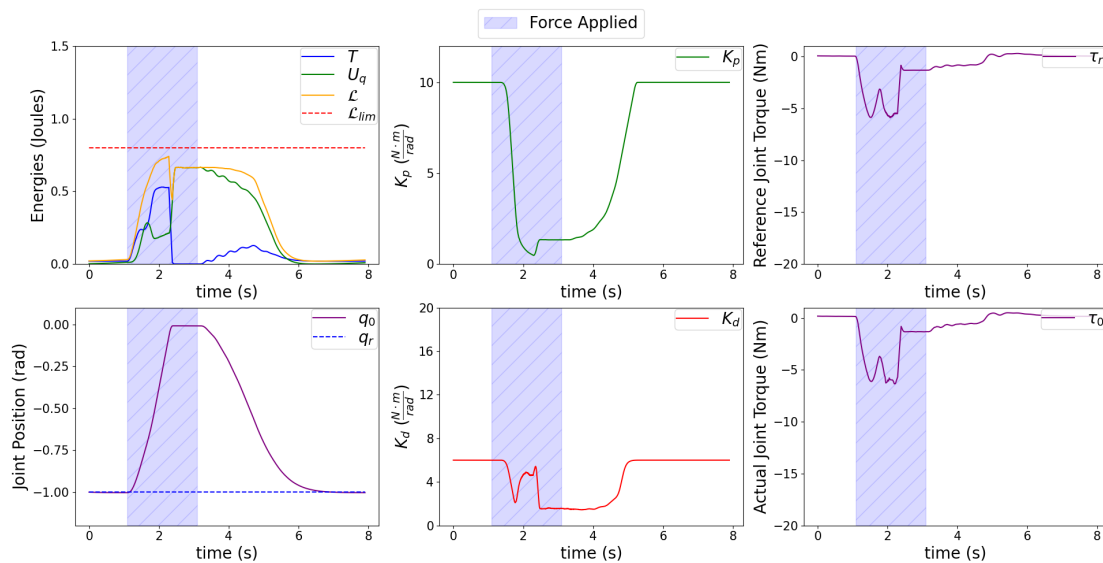 Force Applied
Energies (Joules)
1.5
1.0
0.5
0.0
T
U_q
ℒ
ℒ_lim
0 2 4 6 8
time (s)
K_p (N·m/rad)
10
5
0
K_p
0 2 4 6 8
time (s)
Reference Joint Torque (Nm)
0
−5
−10
−15
−20
τ_r
0 2 4 6 8
time (s)
Joint Position (rad)
0.00
−0.25
−0.50
−0.75
−1.00
q_0
q_r
0 2 4 6 8
time (s)
K_d (N·m/rad)
20
16
12
8
4
0
K_d
0 2 4 6 8
time (s)
Actual Joint Torque (Nm)
0
−5
−10
−15
−20
τ_0
0 2 4 6 8
time (s)